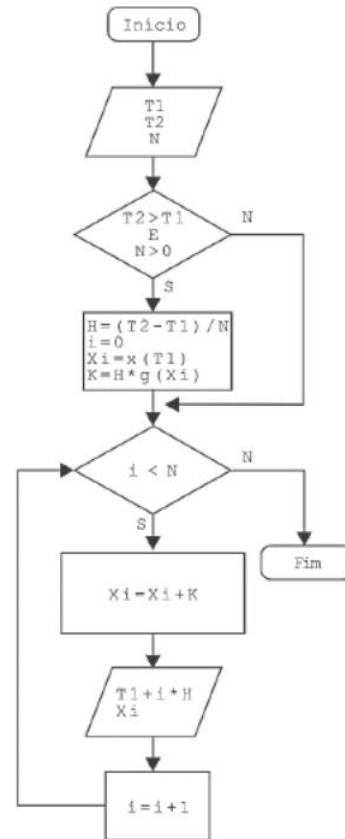 Inicio
T1
T2
N
T2>T1
E
N>0
N
S
H=(T2-T1)/N
i=0
Xi=x(T1)
K=H*g(Xi)
i < N
N
S
Fim
Xi=Xi+K
T1+i*H
Xi
i=i+1